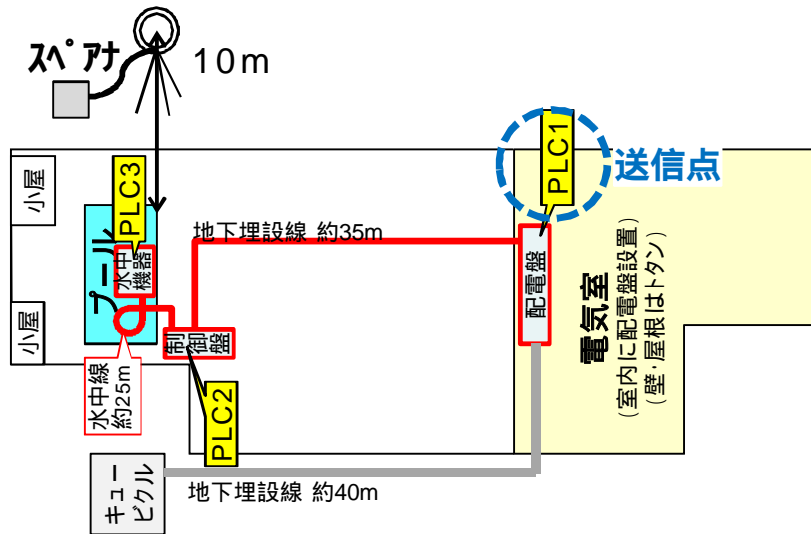 スペアナ
10m
PLC1
送信点
小屋
PLC3
地下埋設線 約35m
水中
機器
プール
配電盤
電気室
(室内に配電盤設置)
(壁・屋根はトタン)
小屋
制御盤
水中線
約25m
PLC2
キュー
ビクル
地下埋設線 約40m